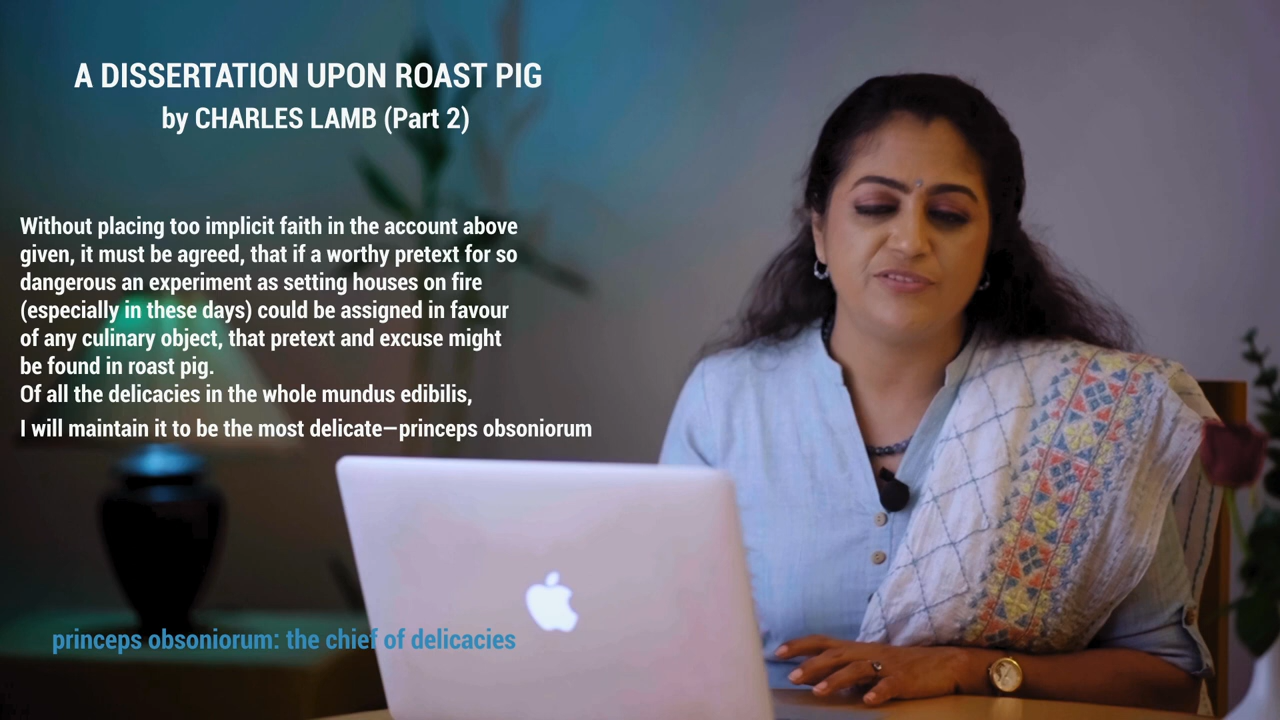 A DISSERTATION UPON ROAST PIG
by CHARLES LAMB (Part 2)
Without placing too implicit faith in the account above
given, it must be agreed, that if a worthy pretext for so
dangerous an experiment as setting houses on fire
(especially in these days) could be assigned in favour
of any culinary object, that pretext and excuse might
be found in roast pig.
Of all the delicacies in the whole mundus edibilis,
I will maintain it to be the most delicate—princeps obsoniorum
princeps obsoniorum: the chief of delicacies